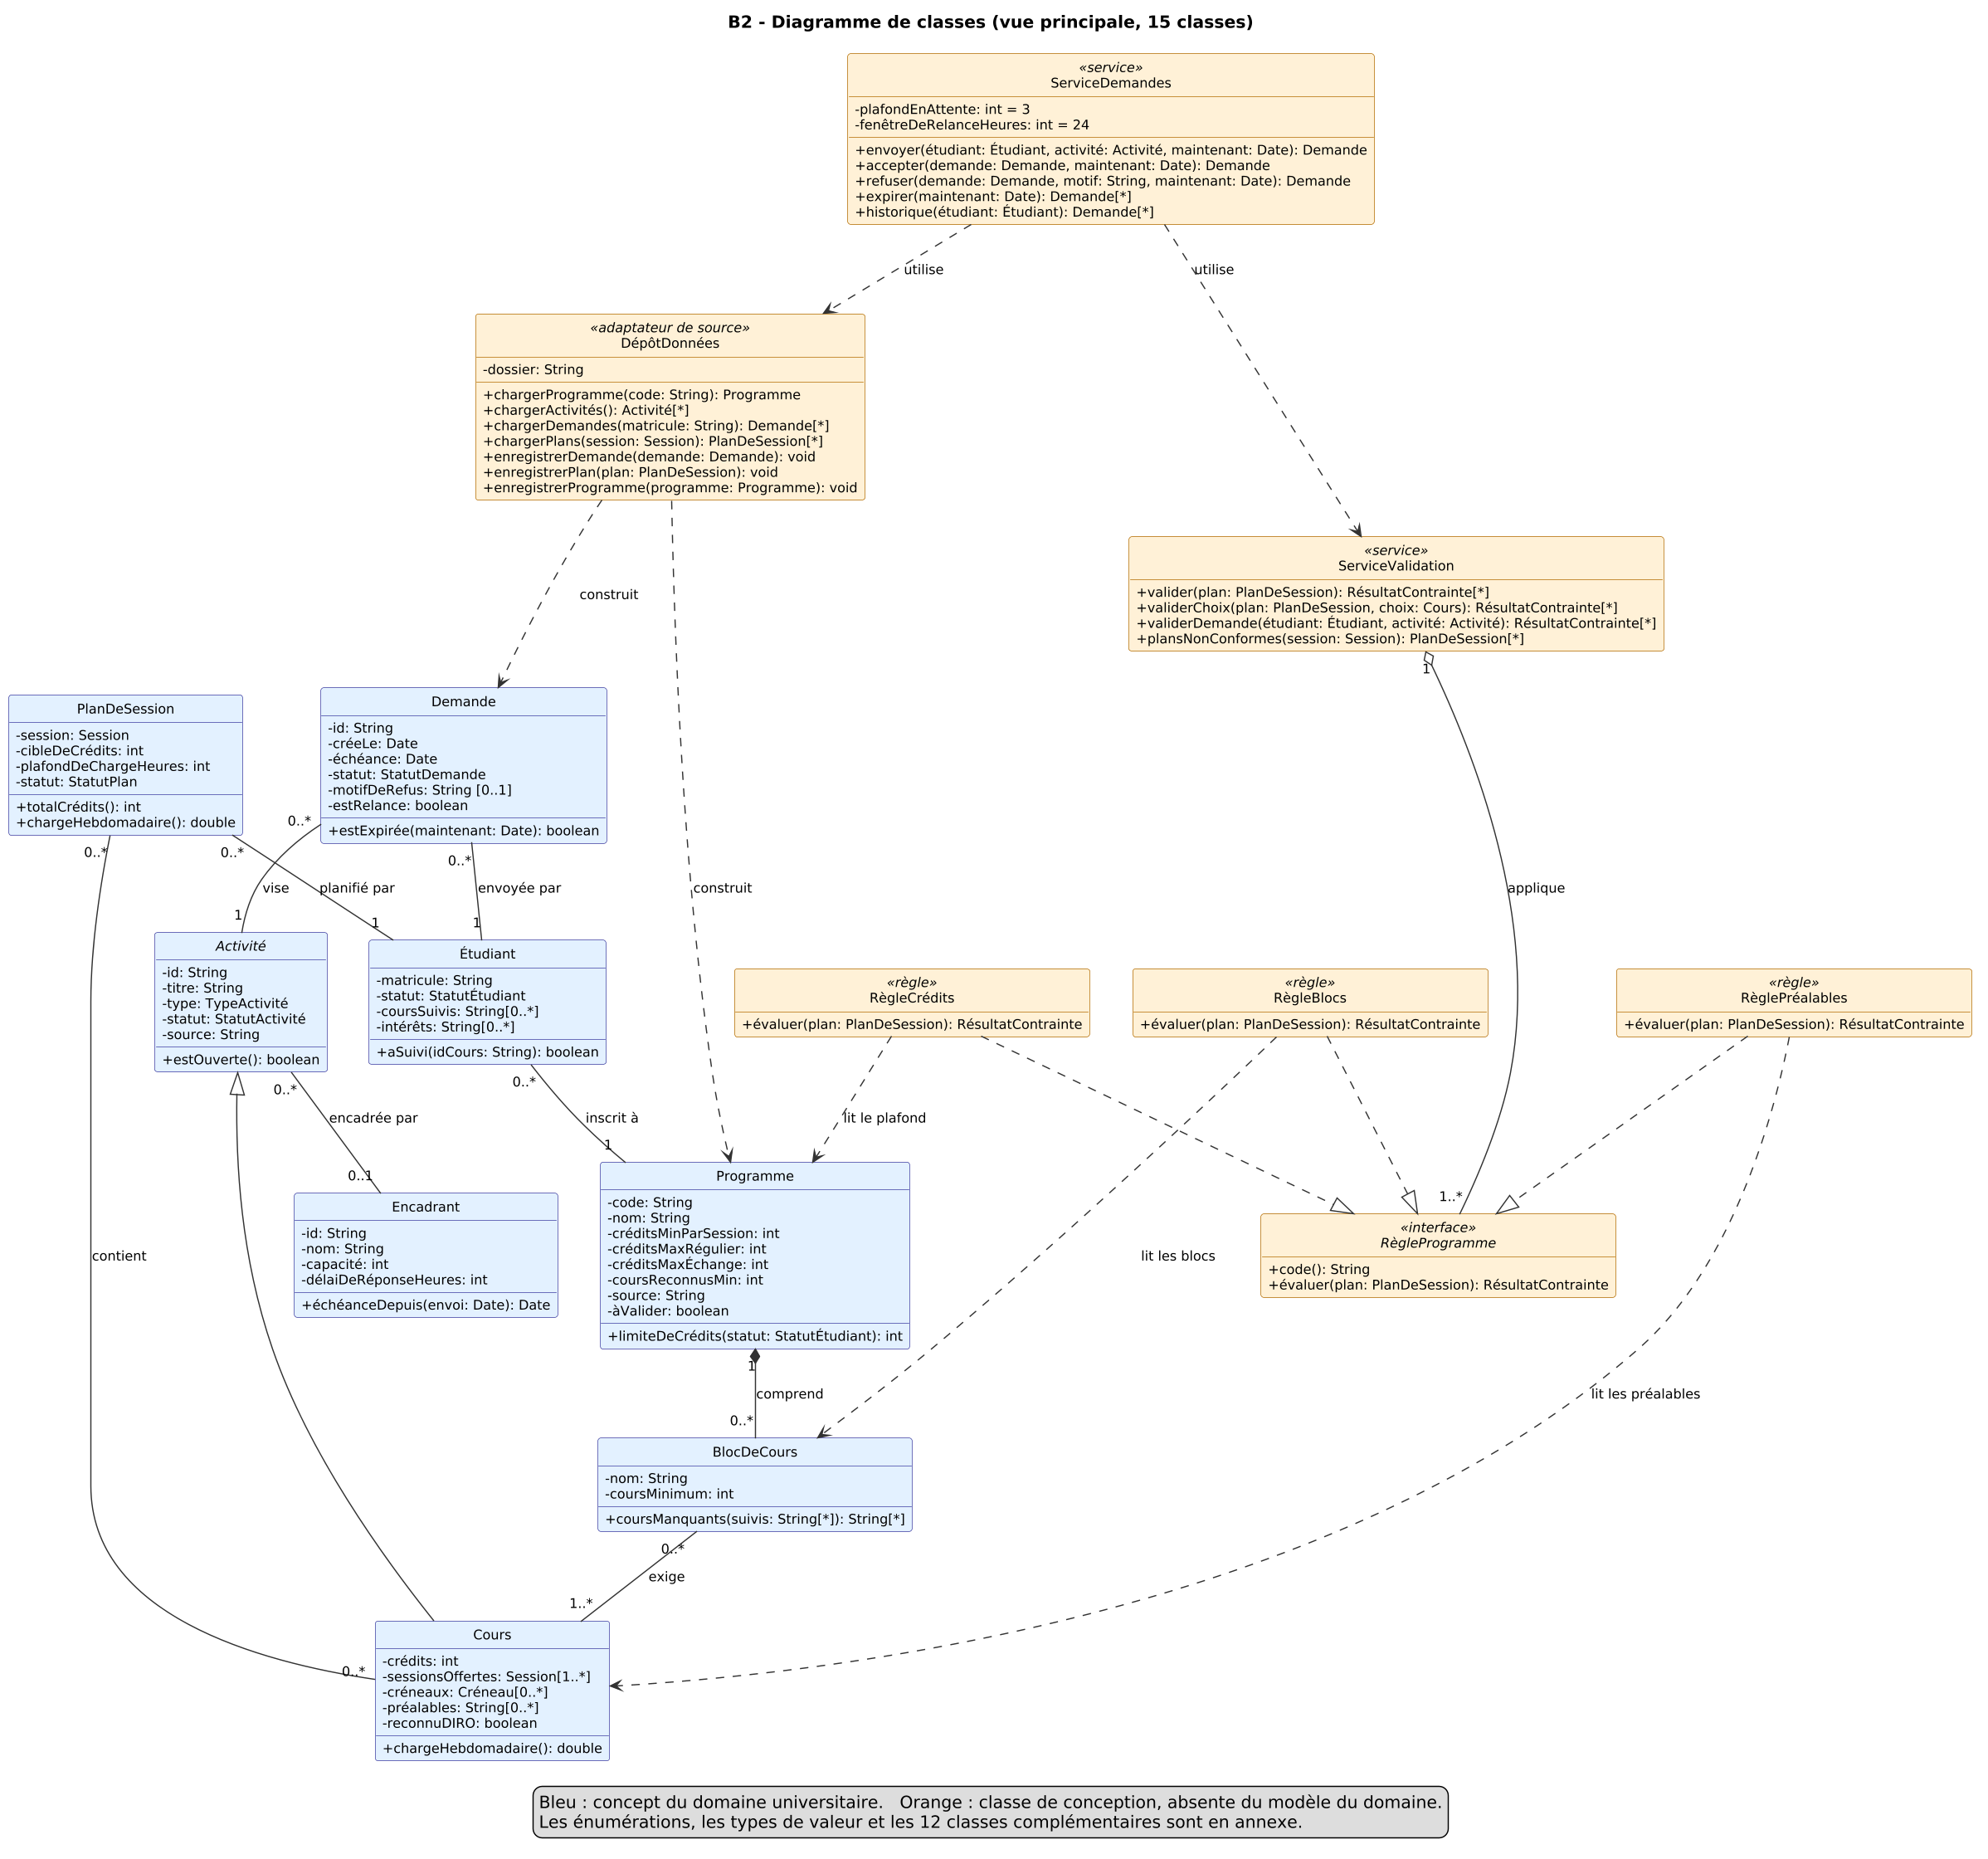 B2 - Diagramme de classes (vue principale, 15 classes)
«service»
ServiceDemandes
-plafondEnAttente: int = 3
-fenêtreDeRelanceHeures: int = 24
+envoyer(étudiant: Étudiant, activité: Activité, maintenant: Date): Demande
+accepter(demande: Demande, maintenant: Date): Demande
+refuser(demande: Demande, motif: String, maintenant: Date): Demande
+expirer(maintenant: Date): Demande[*]
+historique(étudiant: Étudiant): Demande[*]
utilise
utilise
«adaptateur de source»
DépôtDonnées
-dossier: String
+chargerProgramme(code: String): Programme
+chargerActivités(): Activité[*]
+chargerDemandes(matricule: String): Demande[*]
+chargerPlans(session: Session): PlanDeSession[*]
+enregistrerDemande(demande: Demande): void
+enregistrerPlan(plan: PlanDeSession): void
+enregistrerProgramme(programme: Programme): void
«service»
ServiceValidation
+valider(plan: PlanDeSession): RésultatContrainte[*]
+validerChoix(plan: PlanDeSession, choix: Cours): RésultatContrainte[*]
+validerDemande(étudiant: Étudiant, activité: Activité): RésultatContrainte[*]
+plansNonConformes(session: Session): PlanDeSession[*]
1
construit
PlanDeSession
-session: Session
-cibleDeCrédits: int
-plafondDeChargeHeures: int
-statut: StatutPlan
+totalCrédits(): int
+chargeHebdomadaire(): double
Demande
-id: String
-créeLe: Date
-échéance: Date
-statut: StatutDemande
-motifDeRefus: String [0..1]
-estRelance: boolean
+estExpirée(maintenant: Date): boolean
0..*
0..*
0..*
0..*
vise
planifié par
envoyée par
construit
applique
1
1
1
Activité
-id: String
-titre: String
-type: TypeActivité
-statut: StatutActivité
-source: String
+estOuverte(): boolean
Étudiant
-matricule: String
-statut: StatutÉtudiant
-coursSuivis: String[0..*]
-intérêts: String[0..*]
+aSuivi(idCours: String): boolean
«règle»
RègleCrédits
+évaluer(plan: PlanDeSession): RésultatContrainte
«règle»
RègleBlocs
+évaluer(plan: PlanDeSession): RésultatContrainte
«règle»
RèglePréalables
+évaluer(plan: PlanDeSession): RésultatContrainte
0..*
0..*
encadrée par
inscrit à
lit le plafond
0..1
1
1..*
Encadrant
-id: String
-nom: String
-capacité: int
-délaiDeRéponseHeures: int
+échéanceDepuis(envoi: Date): Date
Programme
-code: String
-nom: String
-créditsMinParSession: int
-créditsMaxRégulier: int
-créditsMaxÉchange: int
-coursReconnusMin: int
-source: String
-àValider: boolean
+limiteDeCrédits(statut: StatutÉtudiant): int
«interface»
RègleProgramme
+code(): String
+évaluer(plan: PlanDeSession): RésultatContrainte
contient
lit les blocs
1
comprend
0..*
lit les préalables
BlocDeCours
-nom: String
-coursMinimum: int
+coursManquants(suivis: String[*]): String[*]
0..*
exige
1..*
0..*
Cours
-crédits: int
-sessionsOffertes: Session[1..*]
-créneaux: Créneau[0..*]
-préalables: String[0..*]
-reconnuDIRO: boolean
+chargeHebdomadaire(): double
Bleu : concept du domaine universitaire. Orange : classe de conception, absente du modèle du domaine.
Les énumérations, les types de valeur et les 12 classes complémentaires sont en annexe.